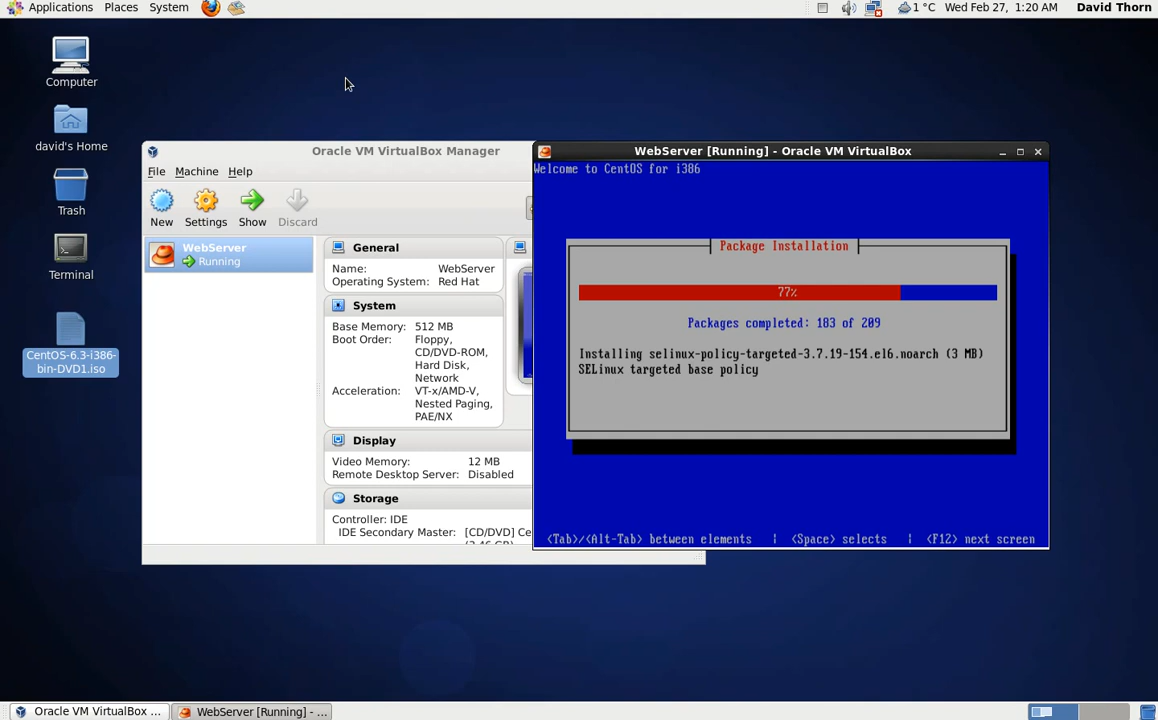 Applications Places System 1 °C Wed Feb 27, 1:20 AM David Thorn
Computer
david's Home
Trash
Terminal
CentOS-6.3-i386-
bin-DVD1.iso
Oracle VM VirtualBox Manager
File Machine Help
New Settings Show Discard
WebServer
Running
General
Name: WebServer
Operating System: Red Hat
System
Base Memory: 512 MB
Boot Order: Floppy,
CD/DVD-ROM,
Hard Disk,
Network
Acceleration: VT-x/AMD-V,
Nested Paging,
PAE/NX
Display
Video Memory: 12 MB
Remote Desktop Server: Disabled
Storage
Controller: IDE
IDE Secondary Master: [CD/DVD] Ce
WebServer [Running] - Oracle VM VirtualBox
Welcome to CentOS for i386
Package Installation
77%
Packages completed: 183 of 209
Installing selinux-policy-targeted-3.7.19-154.el6.noarch (3 MB)
SELinux targeted base policy
<Tab>/<Alt-Tab> between elements | <Space> selects | <F12> next screen
Oracle VM VirtualBox ...
WebServer [Running] - ...